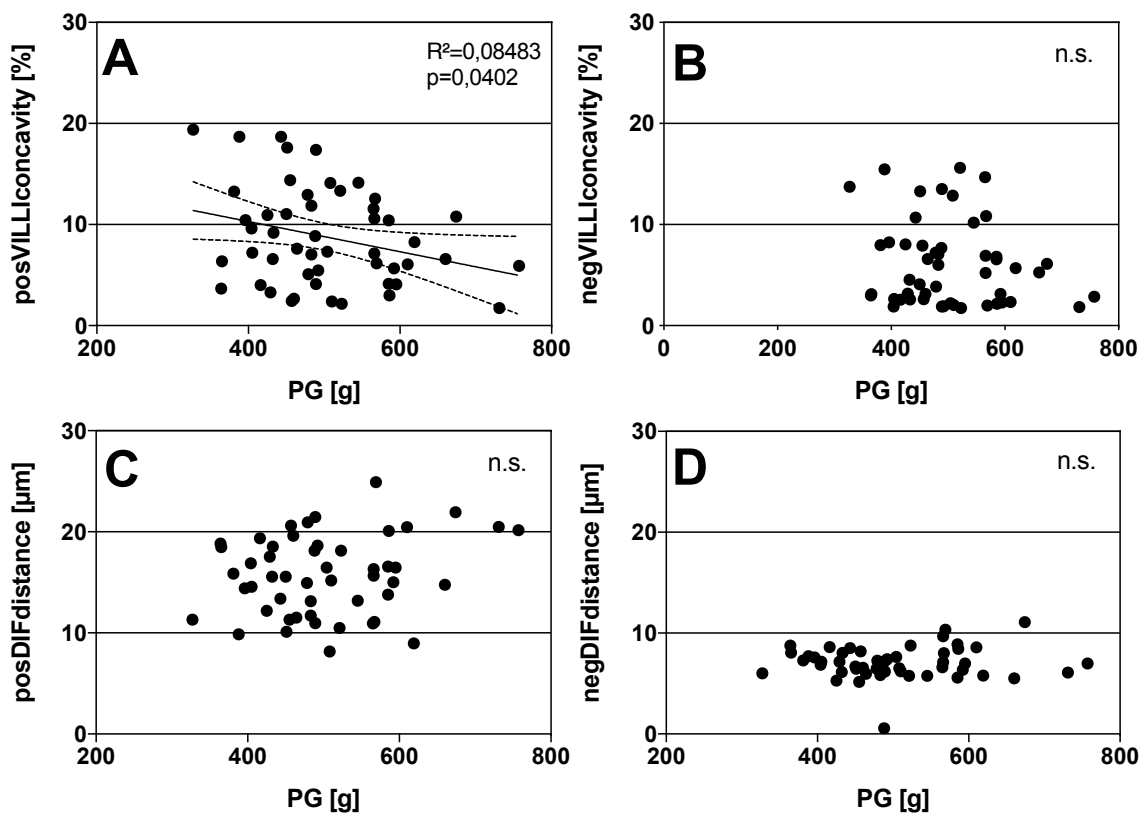 A
R²=0,08483
p=0,0402
posVILLIconcavity [%]
30
20
10
0
200
400
600
800
PG [g]
B
n.s.
negVILLIconcavity [%]
30
20
10
0
0
200
400
600
800
PG [g]
C
n.s.
posDIFdistance [µm]
30
20
10
0
200
400
600
800
PG [g]
D
n.s.
negDIFdistance [µm]
30
20
10
0
200
400
600
800
PG [g]